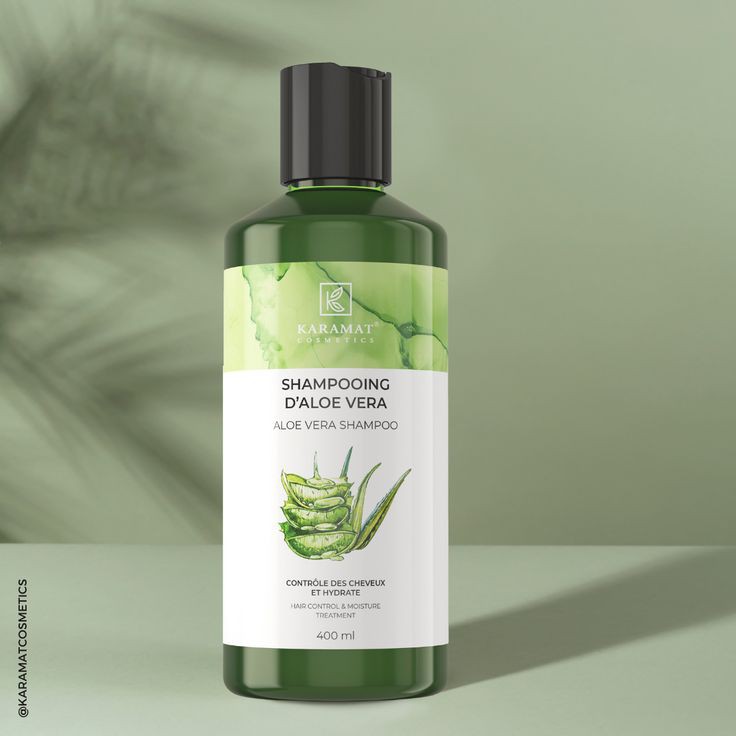 KARAMAT®
COSMETICS
SHAMPOOING
D'ALOE VERA
ALOE VERA SHAMPOO
CONTRÔLE DES CHEVEUX
ET HYDRATE
HAIR CONTROL & MOISTURE
TREATMENT
400 ml
@KARAMATCOSMETICS